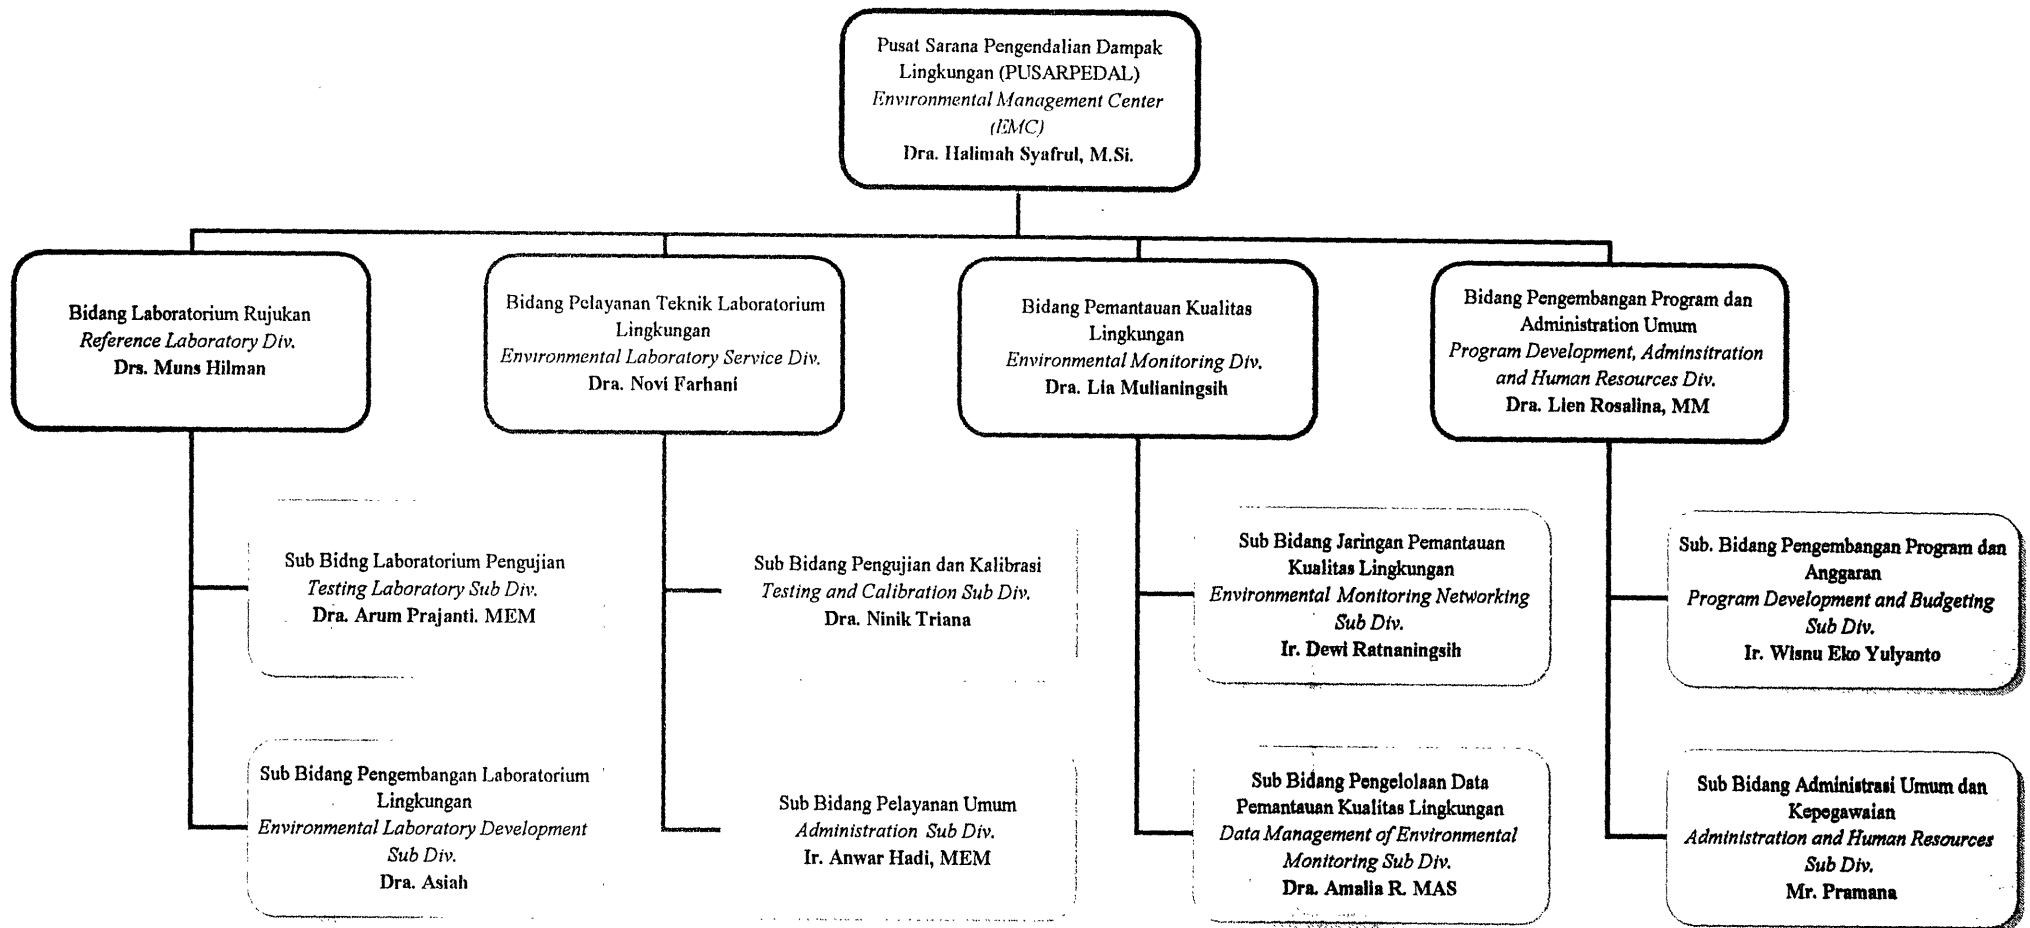 Pusat Sarana Pengendalian Dampak
Lingkungan (PUSARPEDAL)
Environmental Management Center
(EMC)
Dra. Halimah Syafrul, M.Si.
Bidang Laboratorium Rujukan
Reference Laboratory Div.
Drs. Muns Hilman
Bidang Pelayanan Teknik Laboratorium
Lingkungan
Environmental Laboratory Service Div.
Dra. Novi Farhani
Bidang Pemantauan Kualitas
Lingkungan
Environmental Monitoring Div.
Dra. Lia Mulianingsih
Bidang Pengembangan Program dan
Administration Umum
Program Development, Adminsitration
and Human Resources Div.
Dra. Lien Rosalina, MM
Sub Bidng Laboratorium Pengujian
Testing Laboratory Sub Div.
Dra. Arum Prajanti. MEM
Sub Bidang Pengujian dan Kalibrasi
Testing and Calibration Sub Div.
Dra. Ninik Triana
Sub Bidang Jaringan Pemantauan
Kualitas Lingkungan
Environmental Monitoring Networking
Sub Div.
Ir. Dewi Ratnaningsih
Sub. Bidang Pengembangan Program dan
Anggaran
Program Development and Budgeting
Sub Div.
Ir. Wisnu Eko Yulyanto
Sub Bidang Pengembangan Laboratorium
Lingkungan
Environmental Laboratory Development
Sub Div.
Dra. Asiah
Sub Bidang Pelayanan Umum
Administration Sub Div.
Ir. Anwar Hadi, MEM
Sub Bidang Pengelolaan Data
Pemantauan Kualitas Lingkungan
Data Management of Environmental
Monitoring Sub Div.
Dra. Amalia R. MAS
Sub Bidang Administrasi Umum dan
Kepegawaian
Administration and Human Resources
Sub Div.
Mr. Pramana